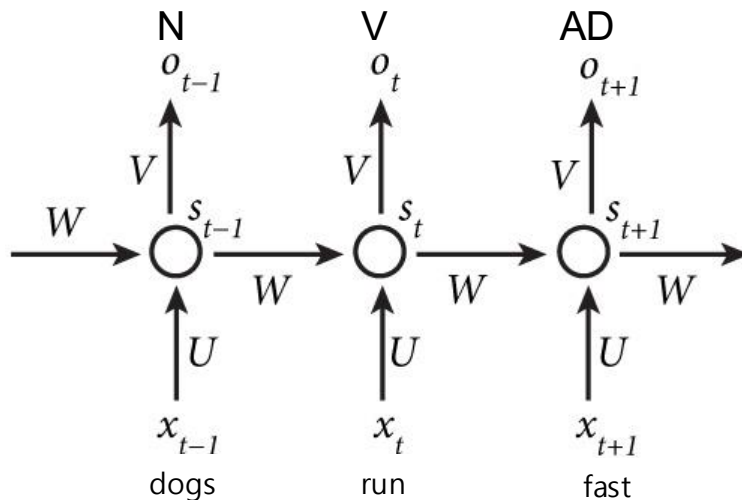 N V AD
o_{t-1} o_t o_{t+1}
V V V
W s_{t-1} s_t s_{t+1}
W W W
U U U
x_{t-1} x_t x_{t+1}
dogs run fast